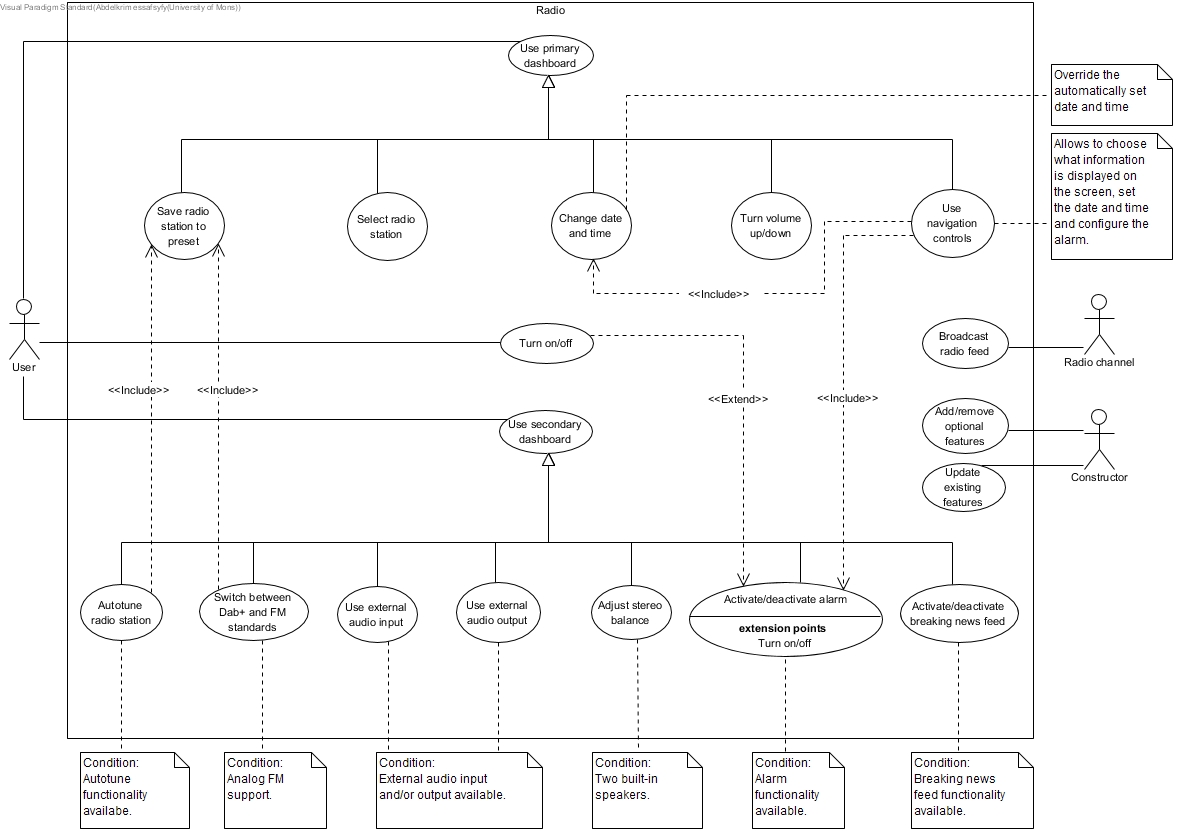 Visual Paradigm Standard(Abdelkrim essafsyfy(University of Mons))
Radio
Use primary
dashboard
Override the
automatically set
date and time
Allows to choose
what information
is displayed on
the screen, set
the date and time
and configure the
alarm.
Save radio
station to
preset
Select radio
station
Change date
and time
Turn volume
up/down
Use
navigation
controls
<<Include>>
User
Turn on/off
Broadcast
radio feed
Radio channel
<<Include>>
<<Include>>
<<Extend>>
<<Include>>
Use secondary
dashboard
Add/remove
optional
features
Update
existing
features
Constructor
Autotune
radio station
Switch between
Dab+ and FM
standards
Use external
audio input
Use external
audio output
Adjust stereo
balance
Activate/deactivate alarm
extension points
Turn on/off
Activate/deactivate
breaking news feed
Condition:
Autotune
functionality
availabe.
Condition:
Analog FM
support.
Condition:
External audio input
and/or output available.
Condition:
Two built-in
speakers.
Condition:
Alarm
functionality
available.
Condition:
Breaking news
feed functionality
available.